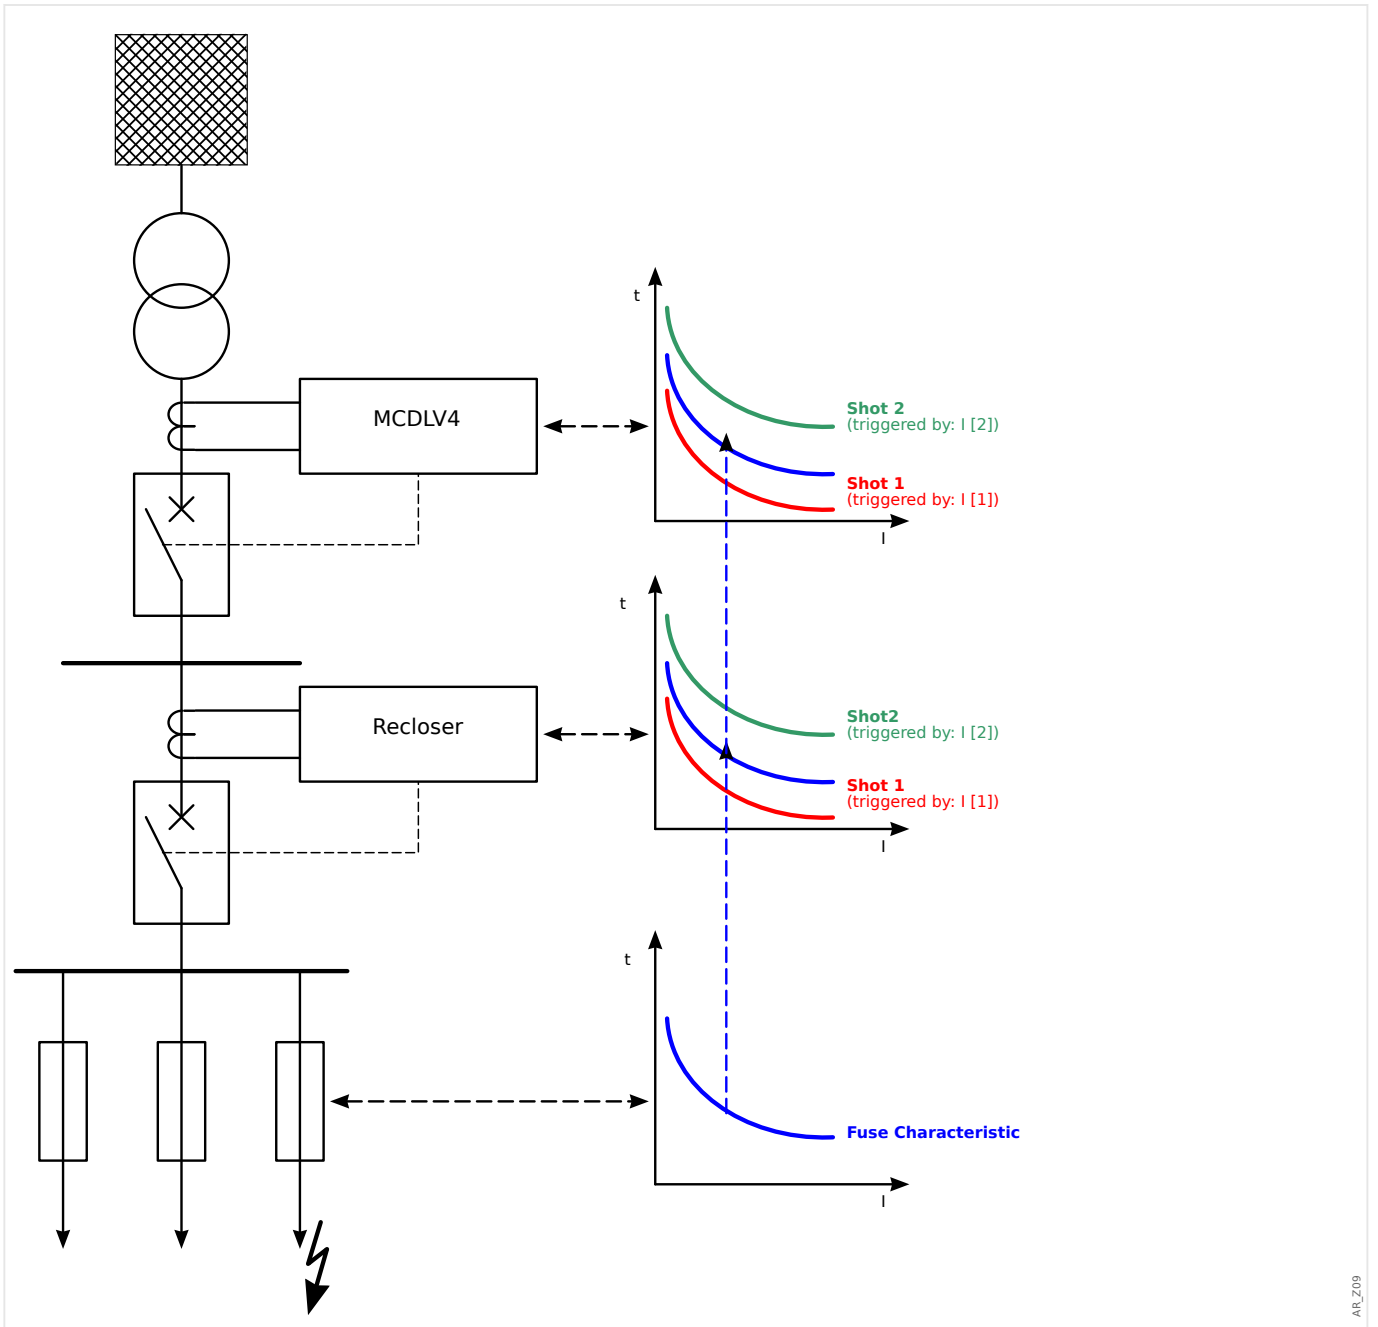 t
MCDLV4
Shot 2
(triggered by: I [2])
Shot 1
(triggered by: I [1])
I
t
Recloser
Shot2
(triggered by: I [2])
Shot 1
(triggered by: I [1])
I
t
Fuse Characteristic
I
AR_Z09